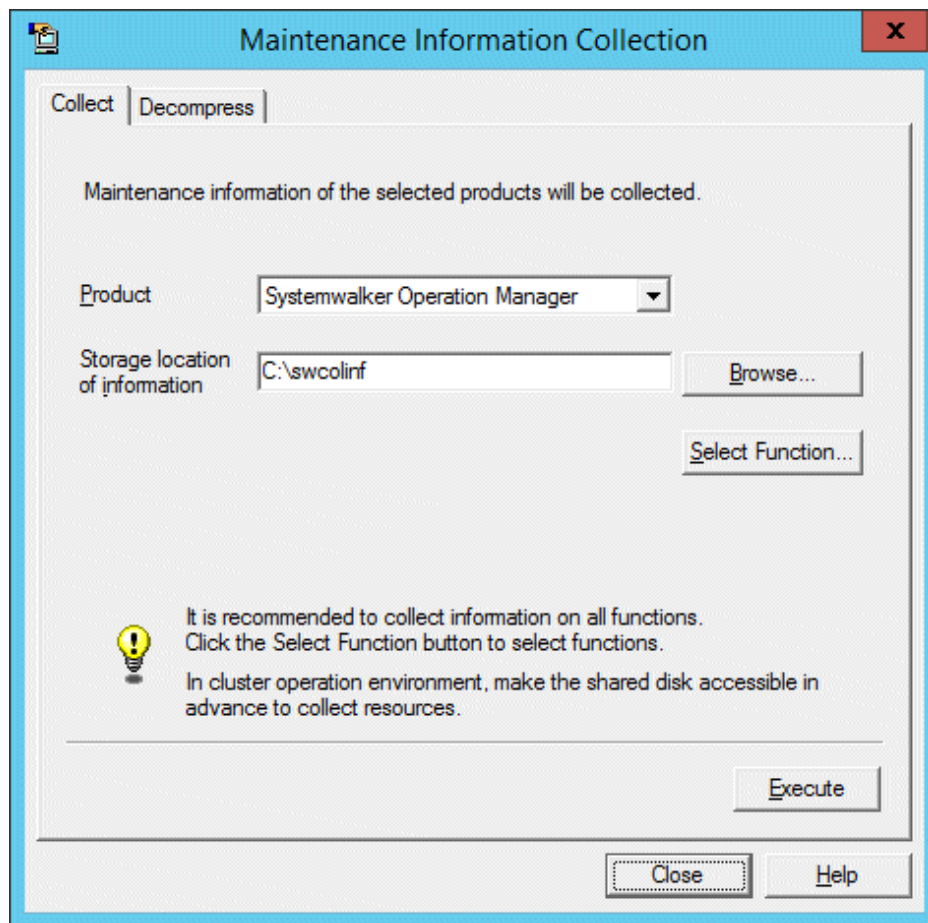 Maintenance Information Collection
x
Collect
Decompress
Maintenance information of the selected products will be collected.
Product
Systemwalker Operation Manager
Storage location
of information
C:\swcolinf
Browse...
Select Function...
It is recommended to collect information on all functions.
Click the Select Function button to select functions.
In cluster operation environment, make the shared disk accessible in
advance to collect resources.
Execute
Close
Help